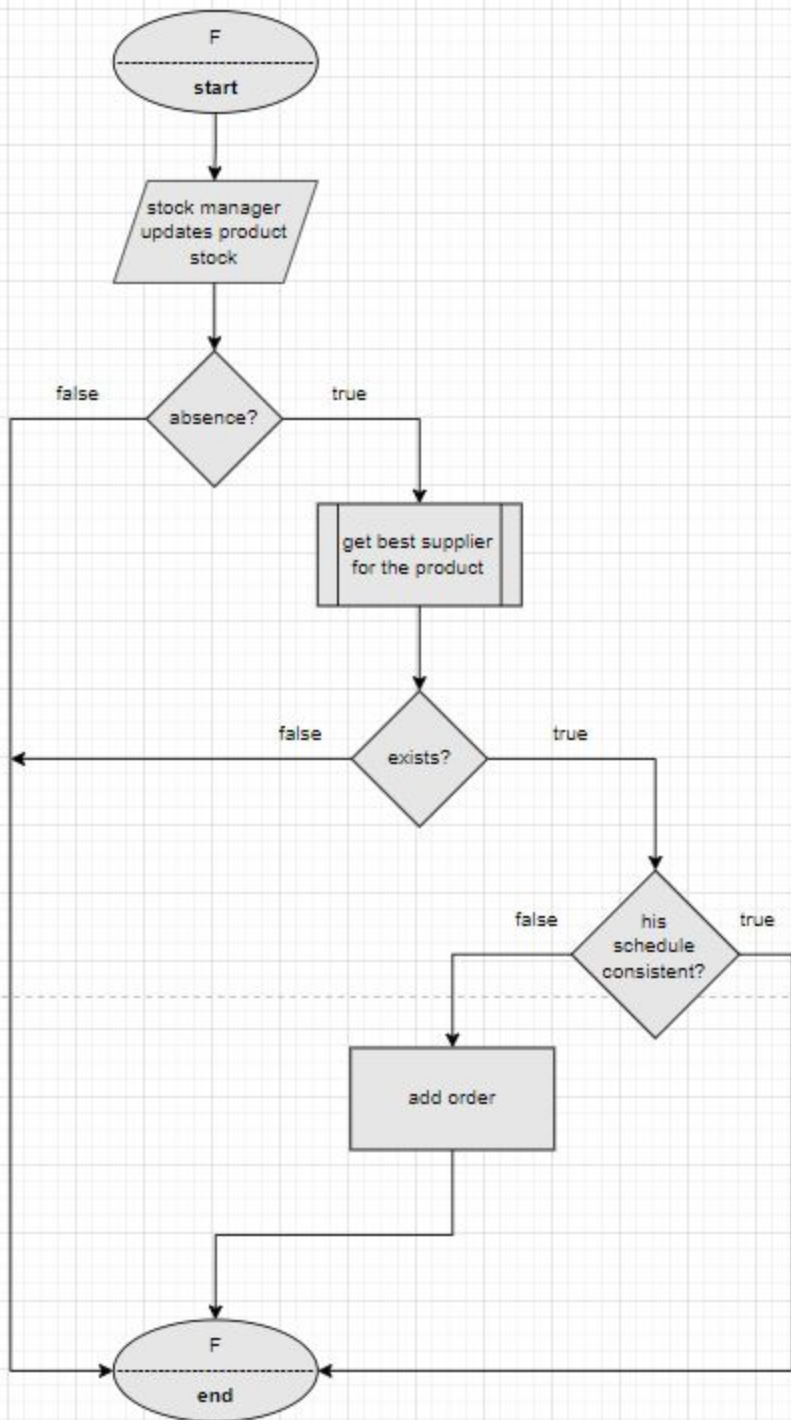 F
start
stock manager
updates product
stock
false
true
absence?
get best supplier
for the product
false
true
exists?
false
true
his
schedule
consistent?
add order
F
end